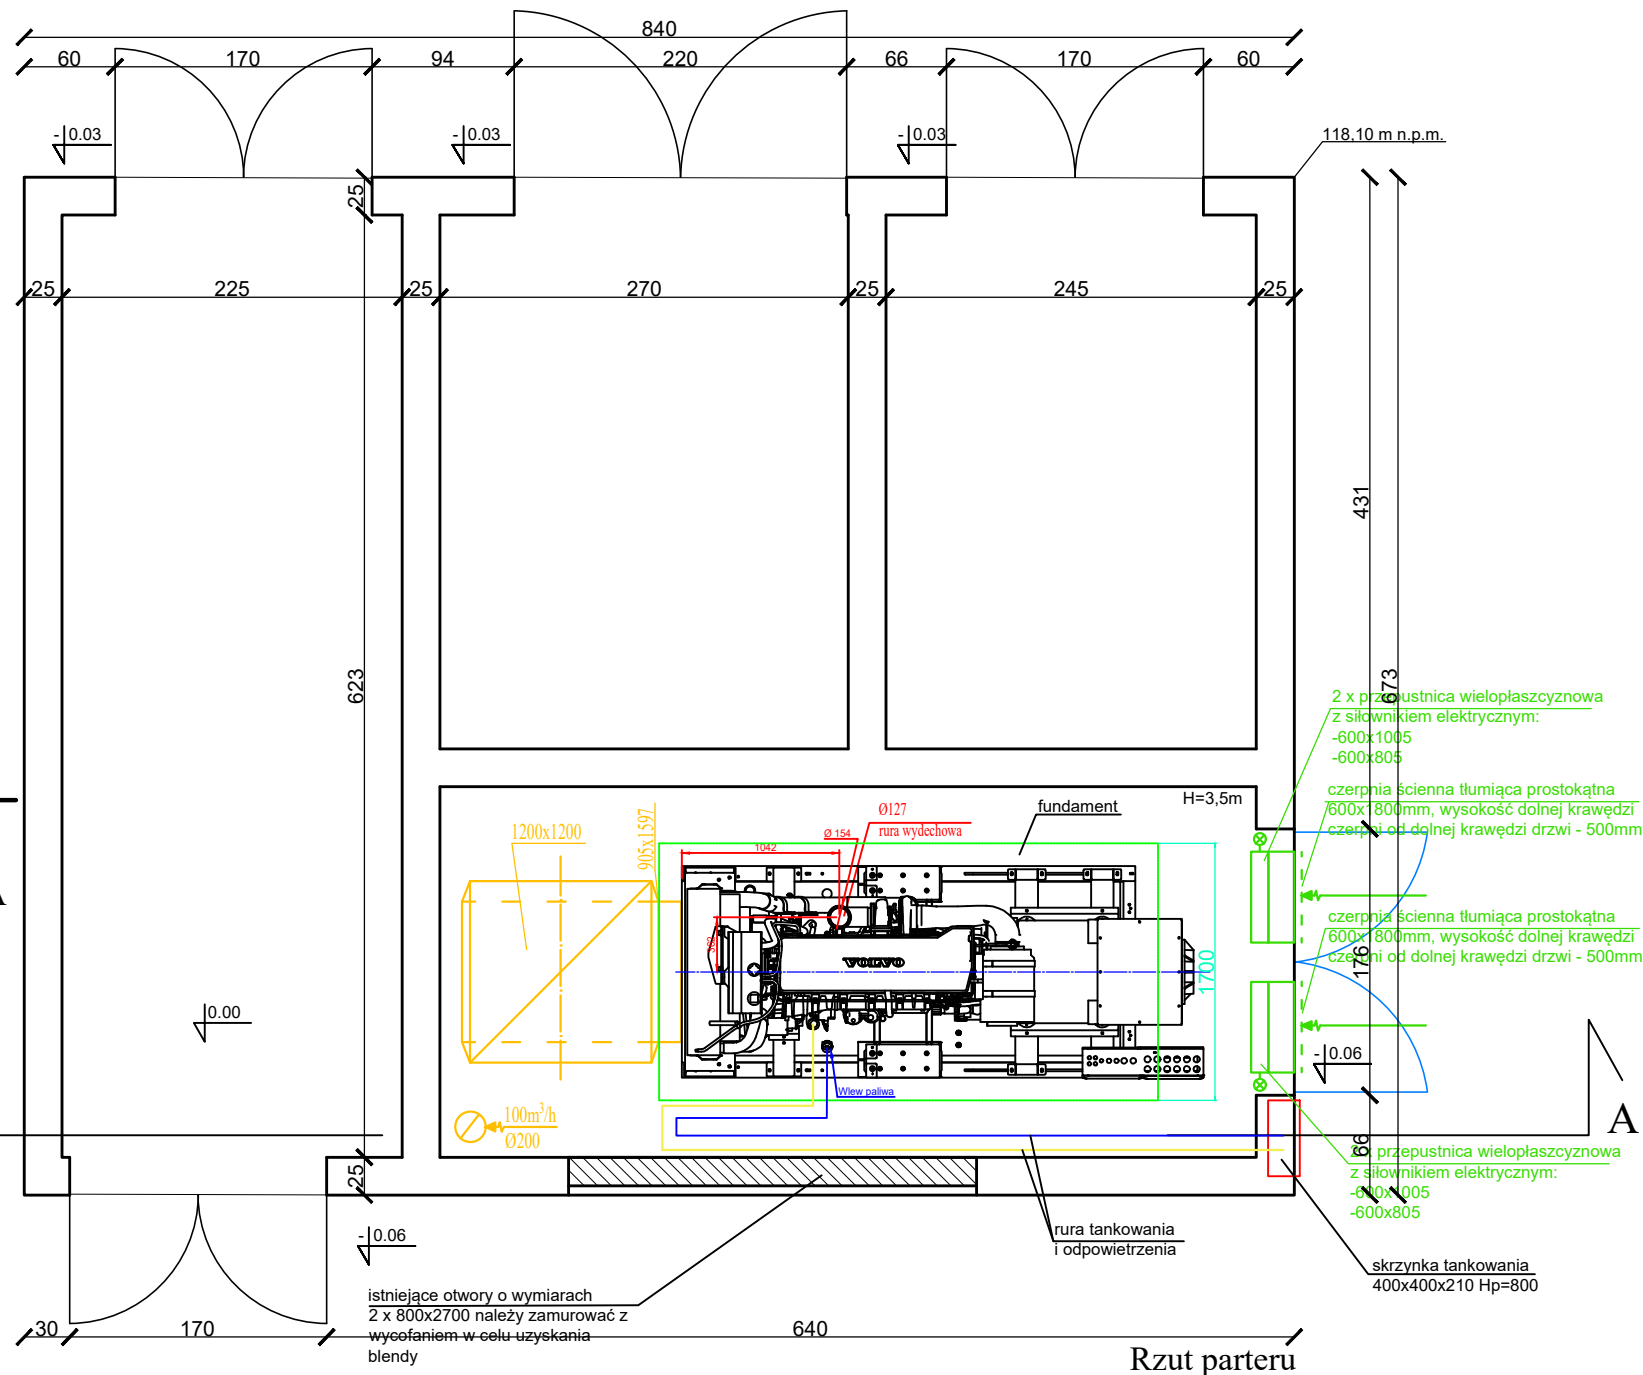 840
60
170
94
220
66
170
60
- 0.03
- 0.03
- 0.03
118,10 m n.p.m.
25
25
225
25
270
25
245
25
431
623
673
2 x przepustnica wielopłaszcyznowa
z siłownikiem elektrycznym:
-600x1005
-600x805
H=3,5m
czerpnia ścienna tłumiąca prostokątna
600x1800mm, wysokość dolnej krawędzi
czerpni od dolnej krawędzi drzwi - 500mm
fundament
Ø127
rura wydechowa
Ø 154
1042
1200x1200
905x1597
VOLVO
1700
czerpnia ścienna tłumiąca prostokątna
600x1800mm, wysokość dolnej krawędzi
czerpni od dolnej krawędzi drzwi - 500mm
176
0.00
- 0.06
Wlew paliwa
100m³/h
Ø200
A
66
2 x przepustnica wielopłaszcyznowa
z siłownikiem elektrycznym:
-600x1005
-600x805
25
- 0.06
rura tankowania
i odpowietrzenia
skrzynka tankowania
400x400x210 Hp=800
istniejące otwory o wymiarach
2 x 800x2700 należy zamurować z
wycofaniem w celu uzyskania
blendy
30
170
640
Rzut parteru